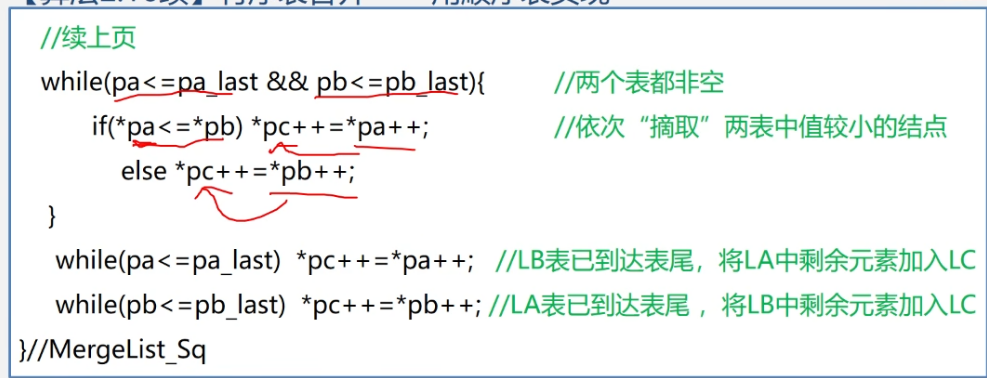 //续上页
while(pa<=pa_last && pb<=pb_last){ //两个表都非空
if(*pa<=*pb) *pc++=*pa++; //依次“摘取”两表中值较小的结点
else *pc++=*pb++;
}
while(pa<=pa_last) *pc++=*pa++; //LB表已到达表尾，将LA中剩余元素加入LC
while(pb<=pb_last) *pc++=*pb++; //LA表已到达表尾，将LB中剩余元素加入LC
}//MergeList_Sq